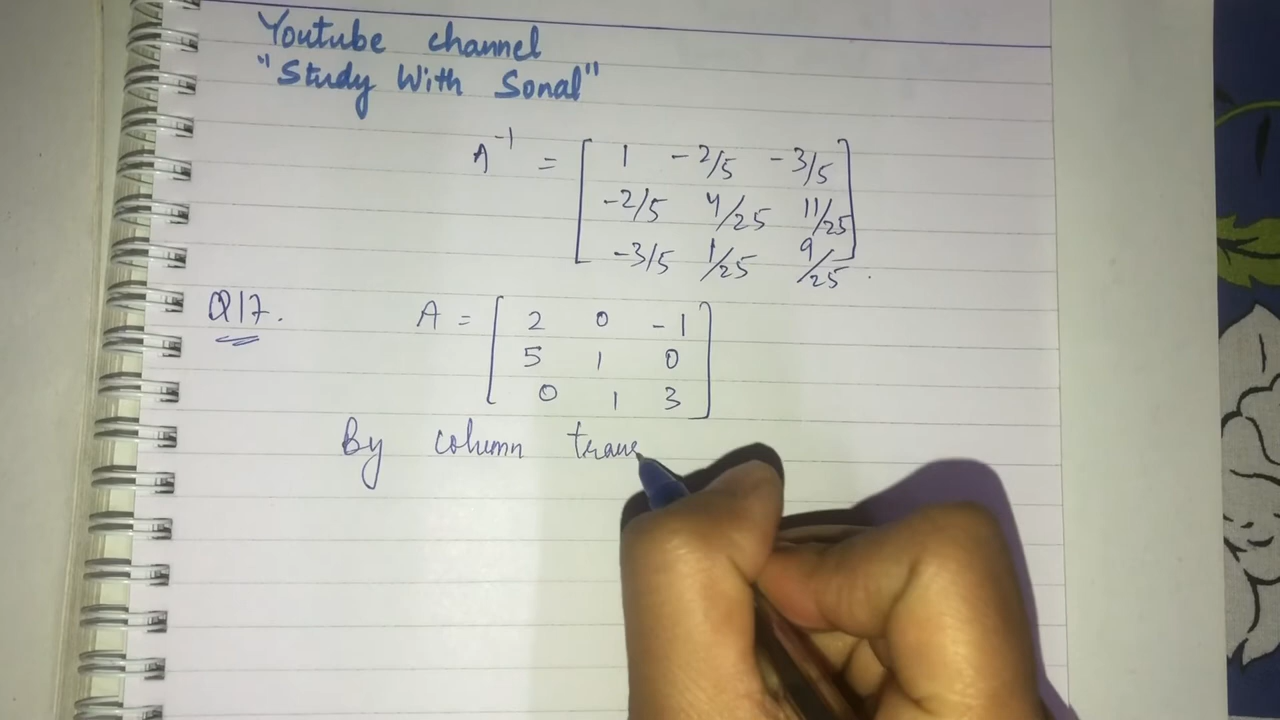 Youtube channel
"Study With Sonal"
A⁻¹ = [ 1 -2/5 -3/5
-2/5 4/25 11/25
-3/5 1/25 9/25 ].
Q17. A = [ 2 0 -1
5 1 0
0 1 3 ]
By column trans